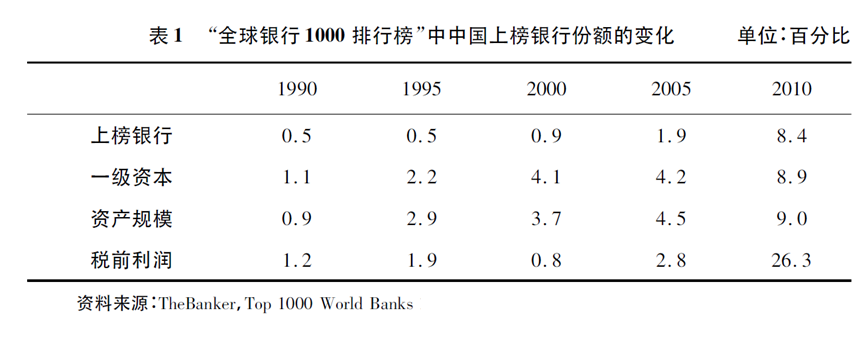 表1 “全球银行1000排行榜”中中国上榜银行份额的变化 单位:百分比
1990 1995 2000 2005 2010
上榜银行 0.5 0.5 0.9 1.9 8.4
一级资本 1.1 2.2 4.1 4.2 8.9
资产规模 0.9 2.9 3.7 4.5 9.0
税前利润 1.2 1.9 0.8 2.8 26.3
资料来源:TheBanker,Top 1000 World Banks